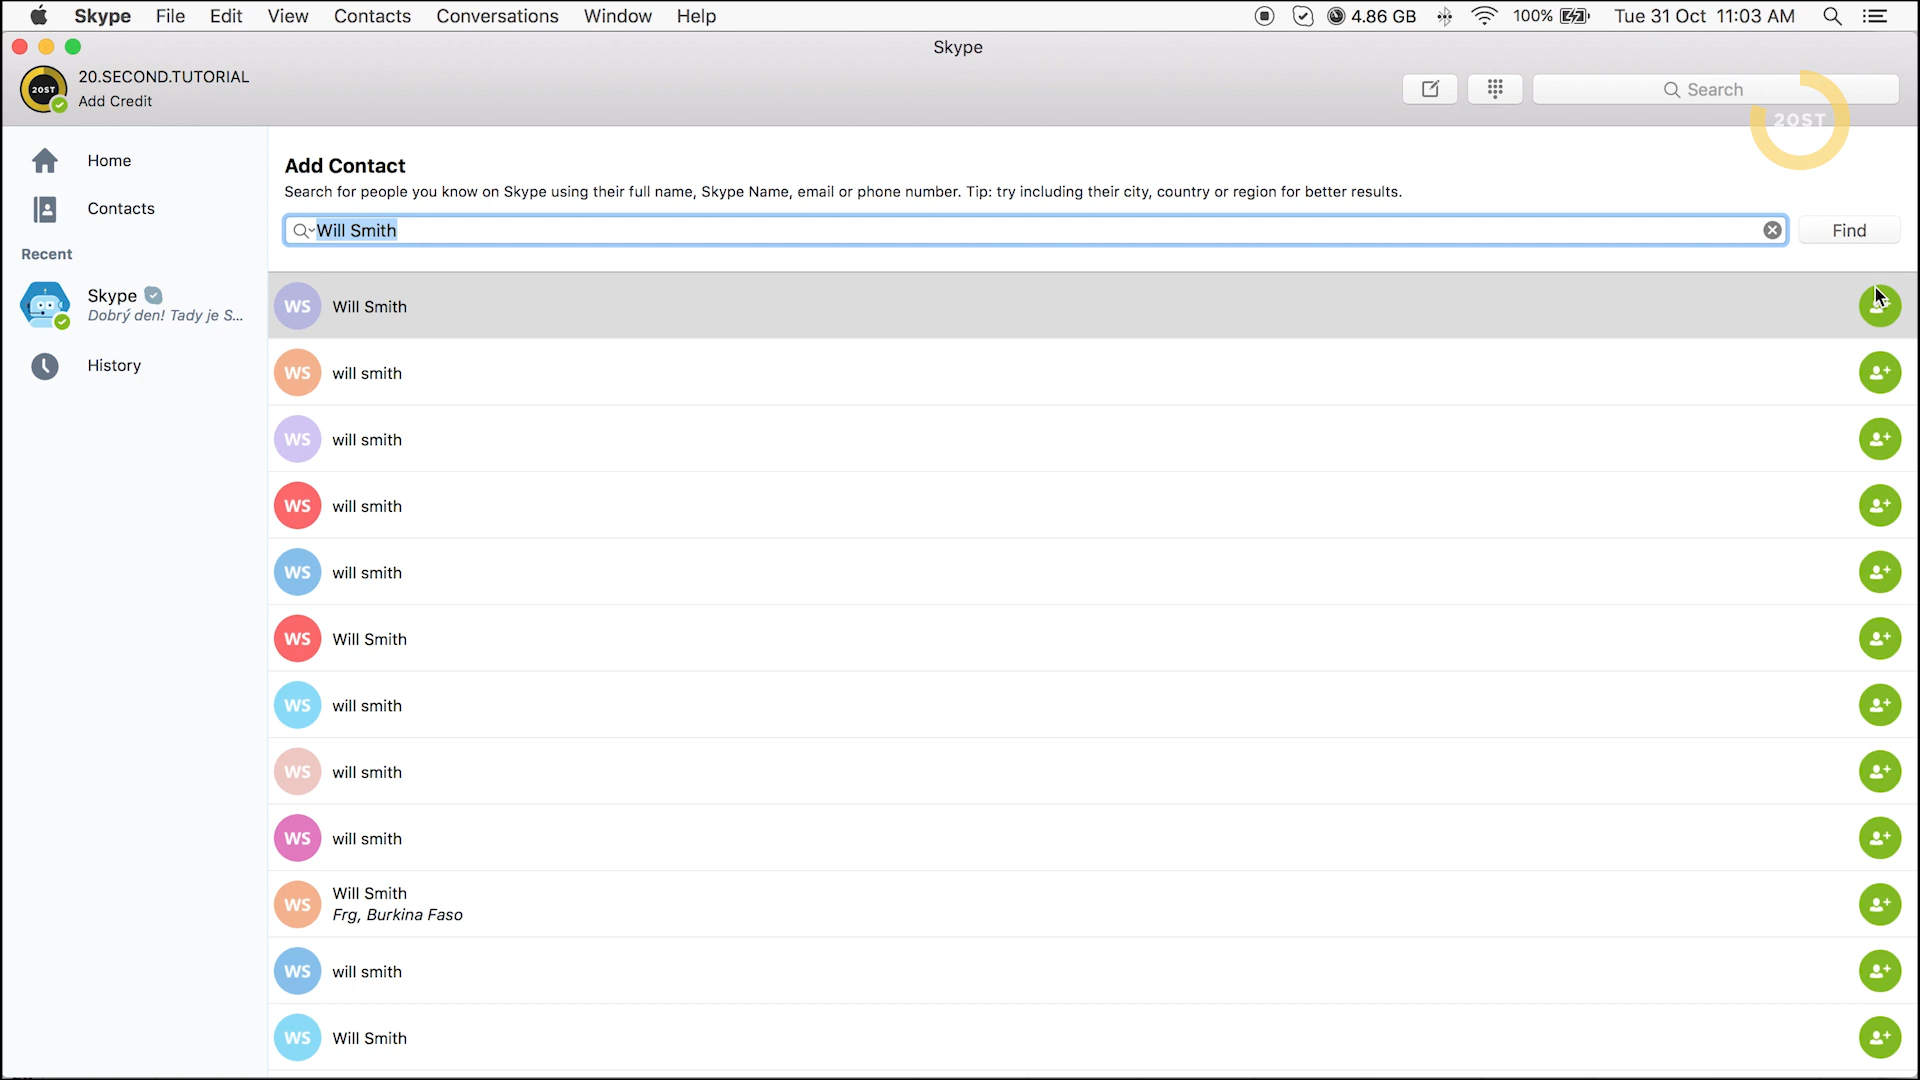 Skype File Edit View Contacts Conversations Window Help 4.86 GB 100% Tue 31 Oct 11:03 AM
Skype
20ST
20.SECOND.TUTORIAL
Add Credit
Search
20ST
Home
Contacts
Recent
Skype
Dobrý den! Tady je S...
History
Add Contact
Search for people you know on Skype using their full name, Skype Name, email or phone number. Tip: try including their city, country or region for better results.
Will Smith
Find
WS Will Smith
WS will smith
WS will smith
WS will smith
WS will smith
WS Will Smith
WS will smith
WS will smith
WS will smith
WS Will Smith
Frg, Burkina Faso
WS will smith
WS Will Smith